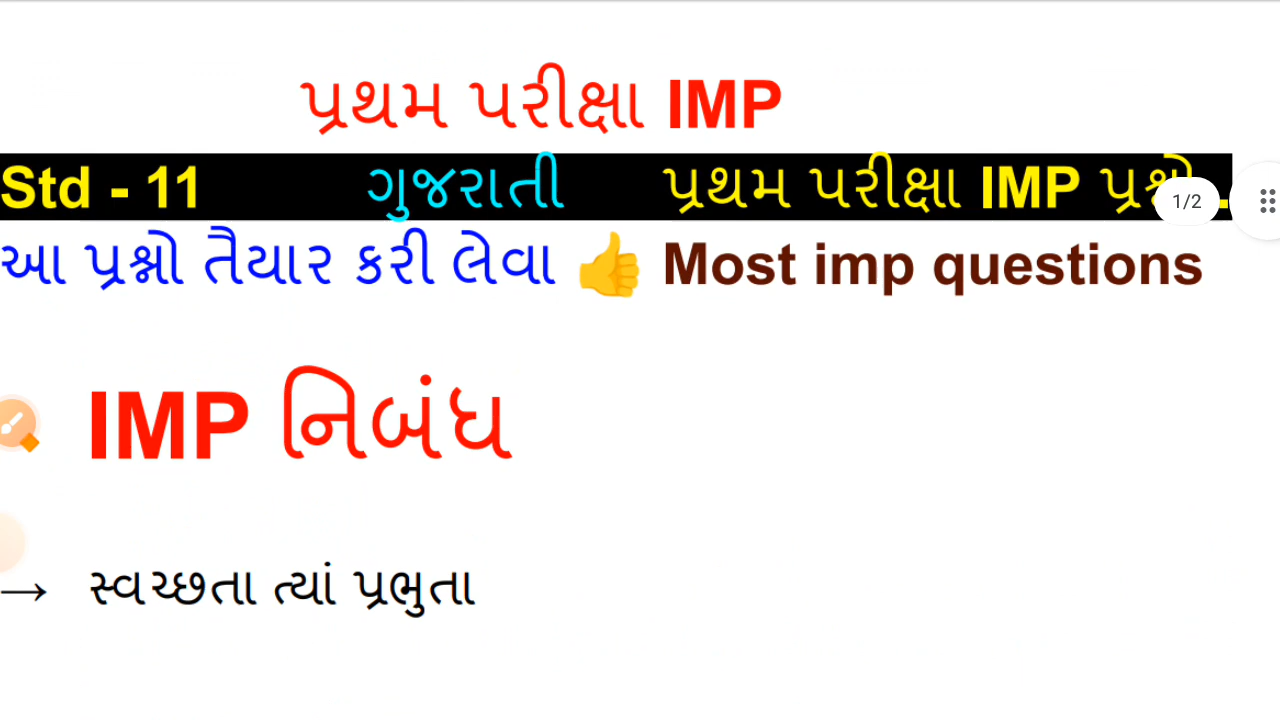 પ્રથમ પરીક્ષા IMP
Std - 11 ગુજરાતી પ્રથમ પરીક્ષા IMP
1/2
આ પ્રશ્નો તૈયાર કરી લેવા 👍 Most imp questions
IMP નિબંધ
→ સ્વચ્છતા ત્યાં પ્રભુતા